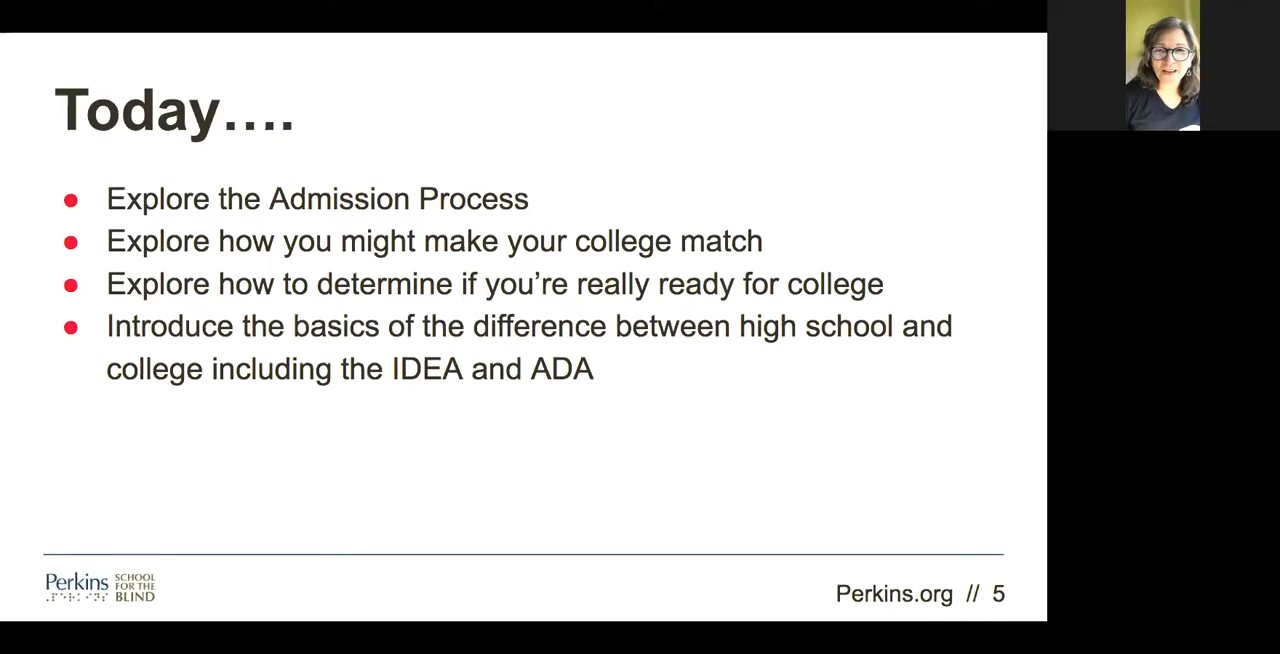 Today….
● Explore the Admission Process
● Explore how you might make your college match
● Explore how to determine if you’re really ready for college
● Introduce the basics of the difference between high school and
college including the IDEA and ADA
Perkins SCHOOL
FOR THE
BLIND
Perkins.org // 5